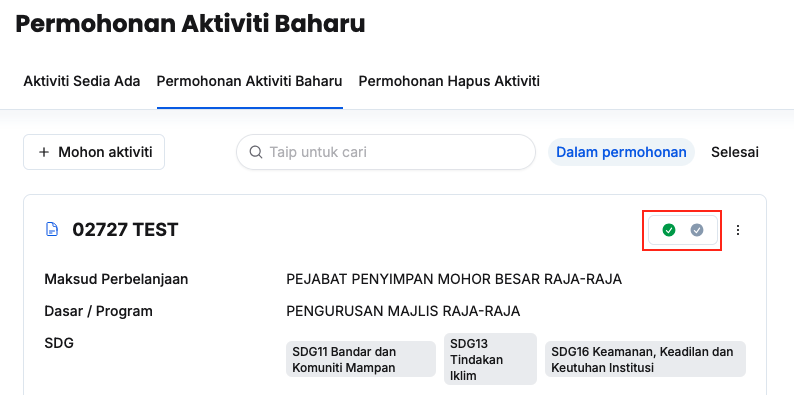 Permohonan Aktiviti Baharu
Aktiviti Sedia Ada
Permohonan Aktiviti Baharu
Permohonan Hapus Aktiviti
+ Mohon aktiviti
Taip untuk cari
Dalam permohonan
Selesai
02727 TEST
Maksud Perbelanjaan
PEJABAT PENYIMPAN MOHOR BESAR RAJA-RAJA
Dasar / Program
PENGURUSAN MAJLIS RAJA-RAJA
SDG
SDG11 Bandar dan
Komuniti Mampan
SDG13
Tindakan
Iklim
SDG16 Keamanan, Keadilan dan
Keutuhan Institusi